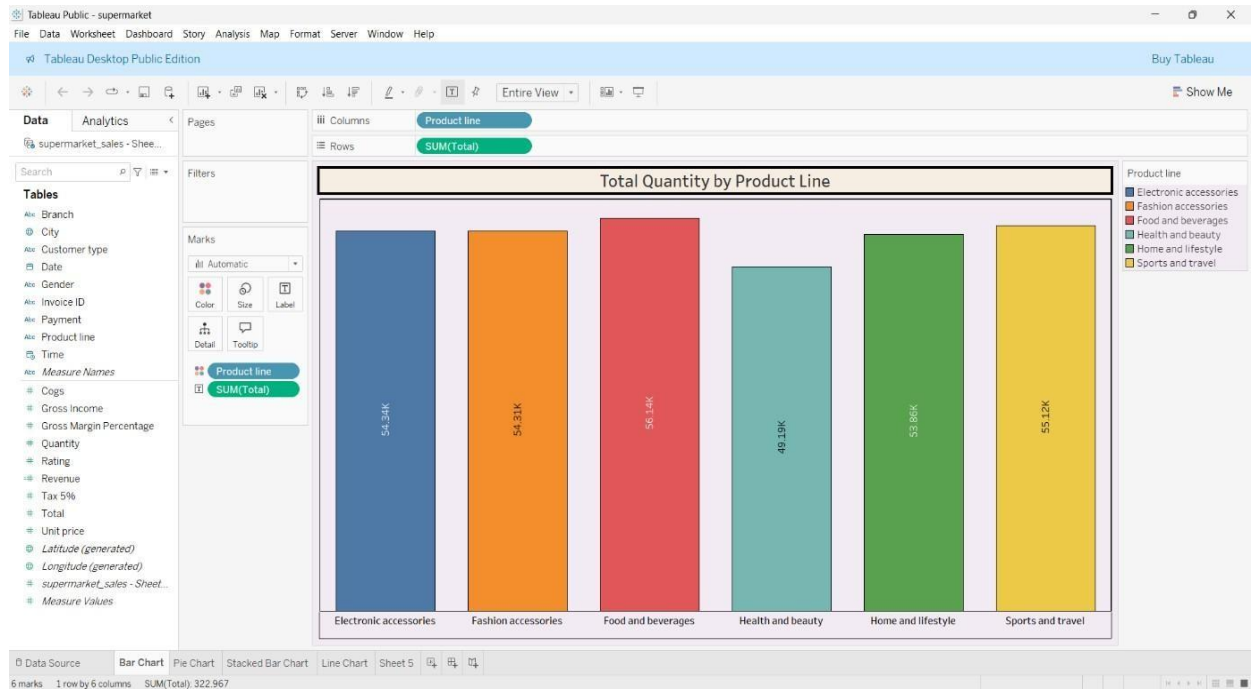 Tableau Public - supermarket
File Data Worksheet Dashboard Story Analysis Map Format Server Window Help
Tableau Desktop Public Edition
Buy Tableau
Entire View
Show Me
Data Analytics
supermarket_sales - Shee...
Search
Tables
Abc Branch
City
Abc Customer type
Date
Abc Gender
Abc Invoice ID
Abc Payment
Abc Product line
Time
Abc Measure Names
# Cogs
# Gross Income
# Gross Margin Percentage
# Quantity
# Rating
=# Revenue
# Tax 5%
# Total
# Unit price
Latitude (generated)
Longitude (generated)
# supermarket_sales - Sheet...
# Measure Values
Pages
Filters
Marks
Automatic
Color Size Label
Detail Tooltip
Product line
SUM(Total)
Columns Product line
Rows SUM(Total)
Total Quantity by Product Line
54.34K
54.31K
56.14K
49.19K
53.86K
55.12K
Electronic accessories Fashion accessories Food and beverages Health and beauty Home and lifestyle Sports and travel
Product line
Electronic accessories
Fashion accessories
Food and beverages
Health and beauty
Home and lifestyle
Sports and travel
Data Source Bar Chart Pie Chart Stacked Bar Chart Line Chart Sheet 5
6 marks 1 row by 6 columns SUM(Total): 322,967